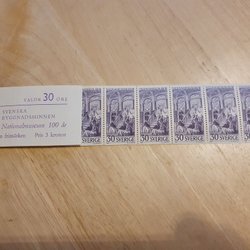 VALÖR 30 ÖRE
SVENSKA
BYGGNADSMINNEN
Nationalmuseum 100 år
frimärken Pris 3 kronor
30 SVERIGE 30 SVERIGE 30 SVERIGE 30 SVERIGE 30 SVERIGE